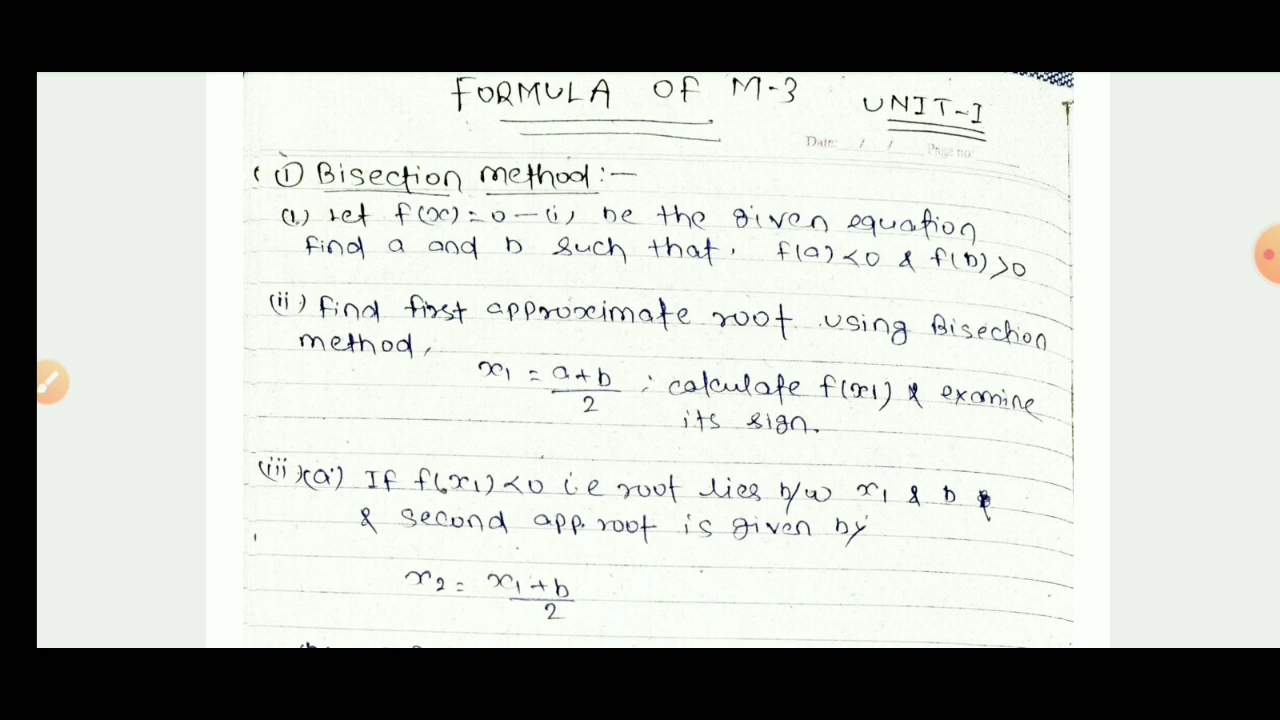 FORMULA OF M-3 UNIT-I
Date: / / Page no:
(1) Bisection method:-
(i.) Let f(x)=0-(i), be the given equation
find a and b such that. f(a)<0 & f(b)>0
(ii) find first approximate root using Bisection
method,
x1 = a+b/2 ; calculate f(x1) & examine
its sign.
(iii)(a) If f(x1)<0 i.e root lies b/w x1 & b
& second app. root is given by
x2 = x1+b/2